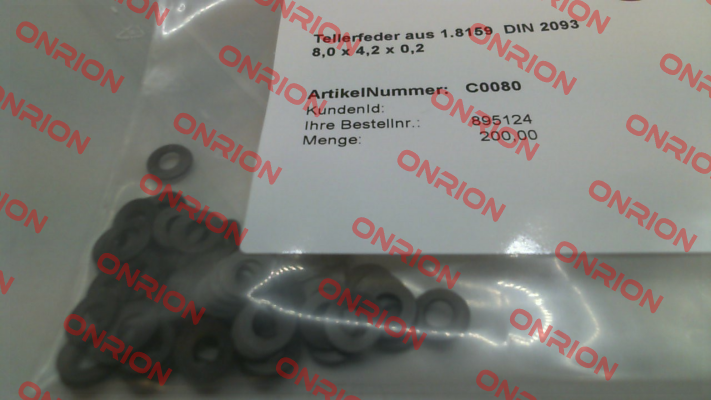 Tellerfeder aus 1.8159 DIN 2093
8,0 x 4,2 x 0,2
ArtikelNummer: C0080
KundenId:
Ihre Bestellnr.: 895124
Menge: 200,00
ONRION